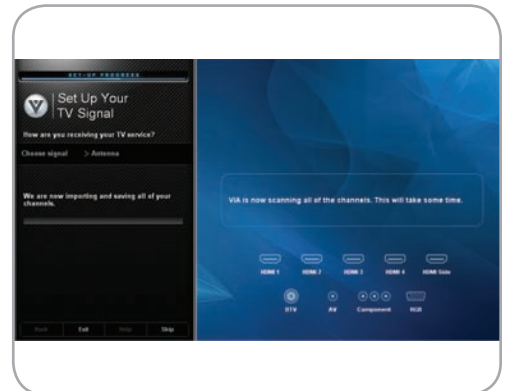 SET-UP PROGRESS
Set Up Your
TV Signal
How are you receiving your TV service?
Choose signal > Antenna
We are now importing and saving all of your
channels.
Back Exit Help Skip
VIA is now scanning all of the channels. This will take some time.
HDMI 1 HDMI 2 HDMI 3 HDMI 4 HDMI Side
DTV AV Component RGB